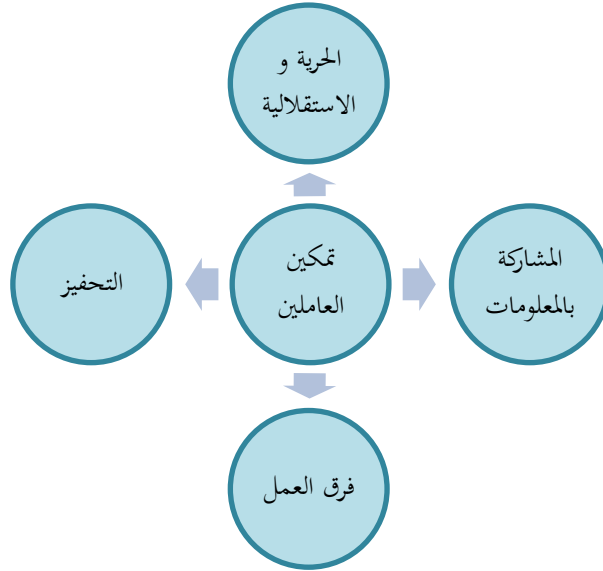 الحرية و
الاستقلالية
المشاركة
بالمعلومات
تمكين
العاملين
التحفيز
فرق العمل